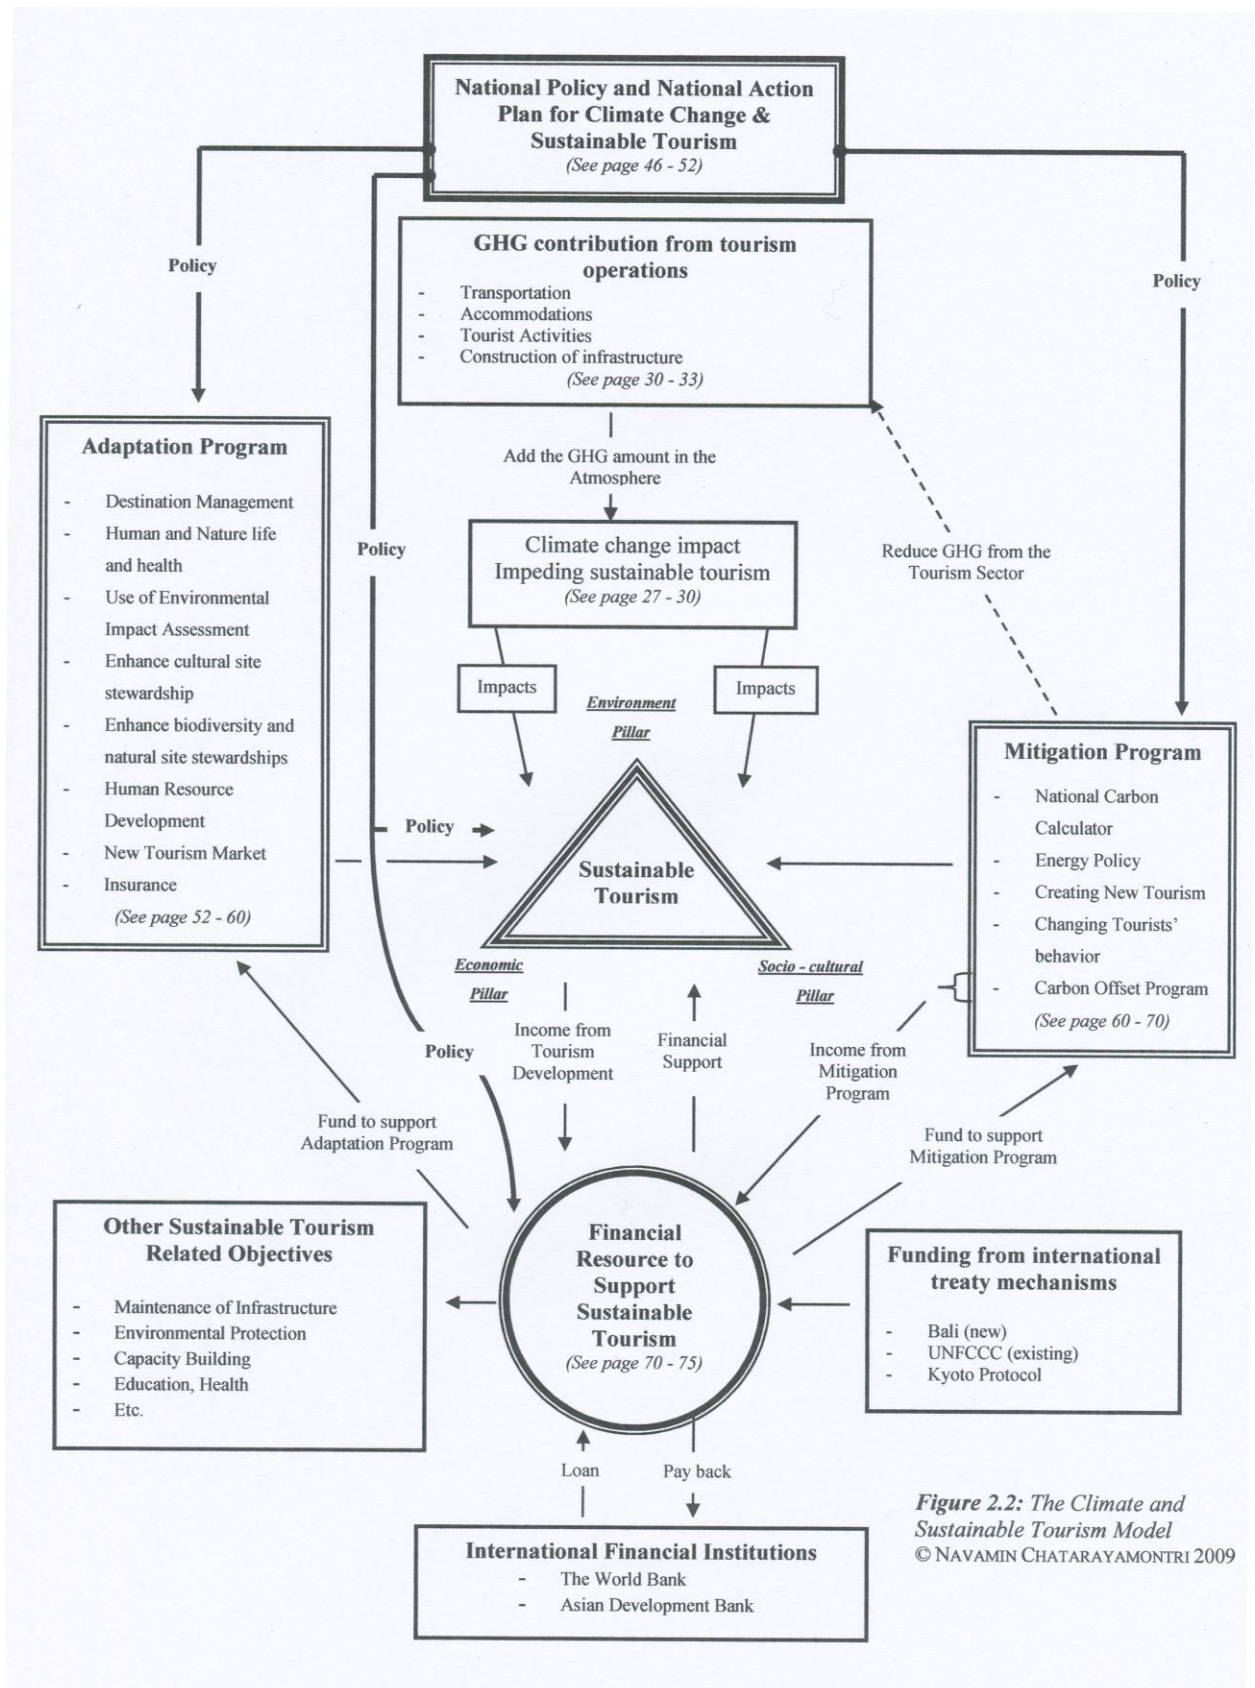 National Policy and National Action
Plan for Climate Change &
Sustainable Tourism
(See page 46 - 52)
GHG contribution from tourism
operations
- Transportation
- Accommodations
- Tourist Activities
- Construction of infrastructure
(See page 30 - 33)
Policy
Policy
Add the GHG amount in the
Atmosphere
Adaptation Program
- Destination Management
- Human and Nature life
and health
- Use of Environmental
Impact Assessment
- Enhance cultural site
stewardship
- Enhance biodiversity and
natural site stewardships
- Human Resource
Development
- New Tourism Market
- Insurance
(See page 52 - 60)
Policy
Climate change impact
Impeding sustainable tourism
(See page 27 - 30)
Reduce GHG from the
Tourism Sector
Impacts
Impacts
Environment
Pillar
Policy
Sustainable
Tourism
Economic
Pillar
Socio - cultural
Pillar
Mitigation Program
- National Carbon
Calculator
- Energy Policy
- Creating New Tourism
- Changing Tourists'
behavior
- Carbon Offset Program
(See page 60 - 70)
Policy
Income from
Tourism
Development
Financial
Support
Income from
Mitigation
Program
Fund to support
Adaptation Program
Fund to support
Mitigation Program
Other Sustainable Tourism
Related Objectives
- Maintenance of Infrastructure
- Environmental Protection
- Capacity Building
- Education, Health
- Etc.
Financial
Resource to
Support
Sustainable
Tourism
(See page 70 - 75)
Funding from international
treaty mechanisms
- Bali (new)
- UNFCCC (existing)
- Kyoto Protocol
Loan
Pay back
International Financial Institutions
- The World Bank
- Asian Development Bank
Figure 2.2: The Climate and
Sustainable Tourism Model
© NAVAMIN CHATARAYAMONTRI 2009